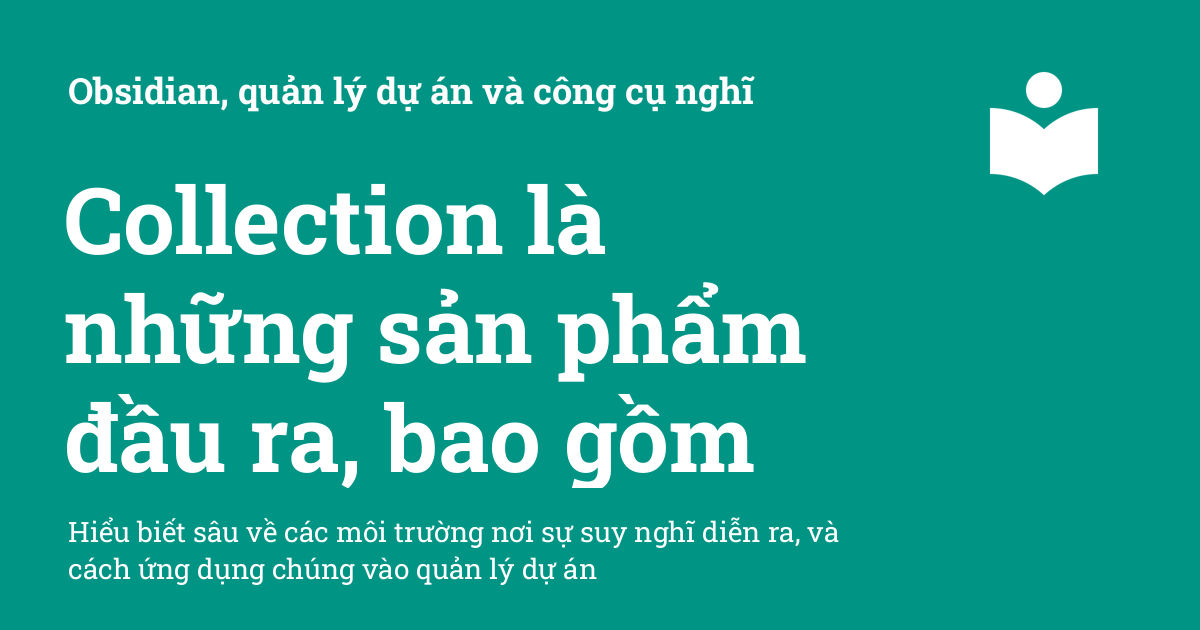 Obsidian, quản lý dự án và công cụ nghĩ
Collection là
những sản phẩm
đầu ra, bao gồm
Hiểu biết sâu về các môi trường nơi sự suy nghĩ diễn ra, và
cách ứng dụng chúng vào quản lý dự án